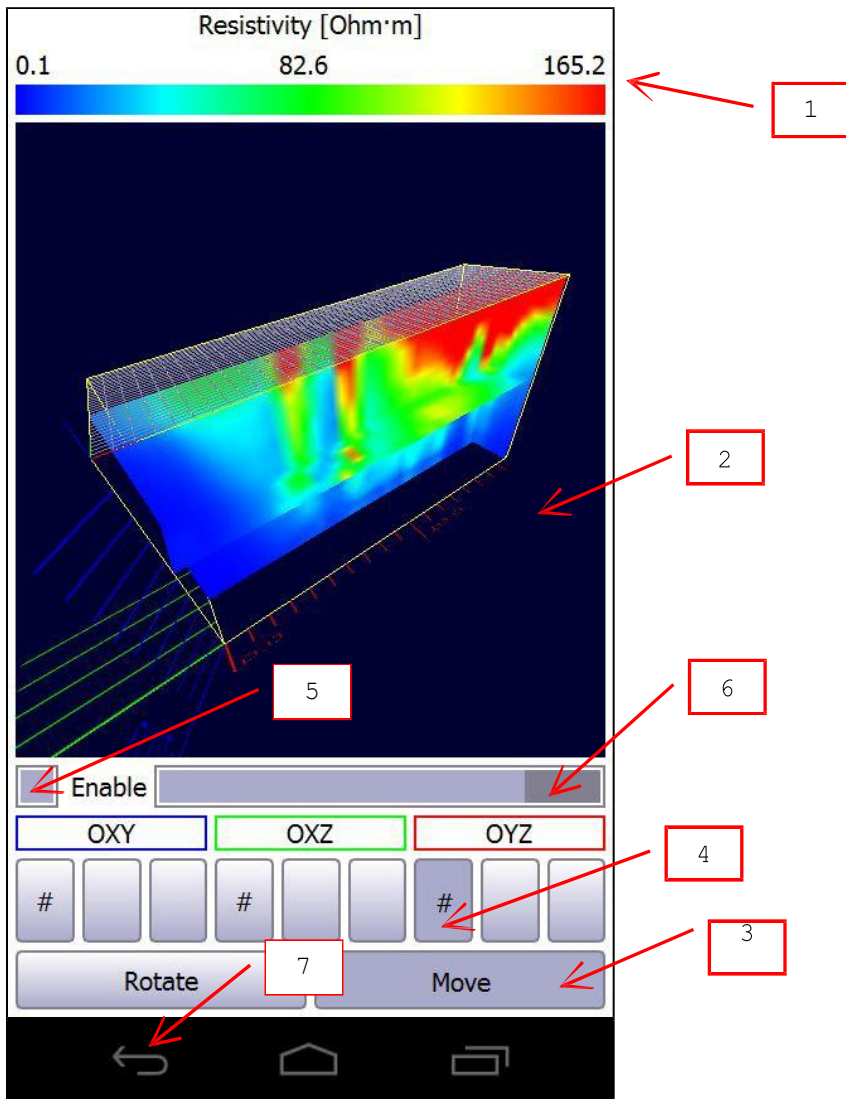 Resistivity [Ohm·m]
0.1 82.6 165.2
1
2
5
6
Enable
OXY OXZ OYZ
4
# # #
3
7
Rotate Move